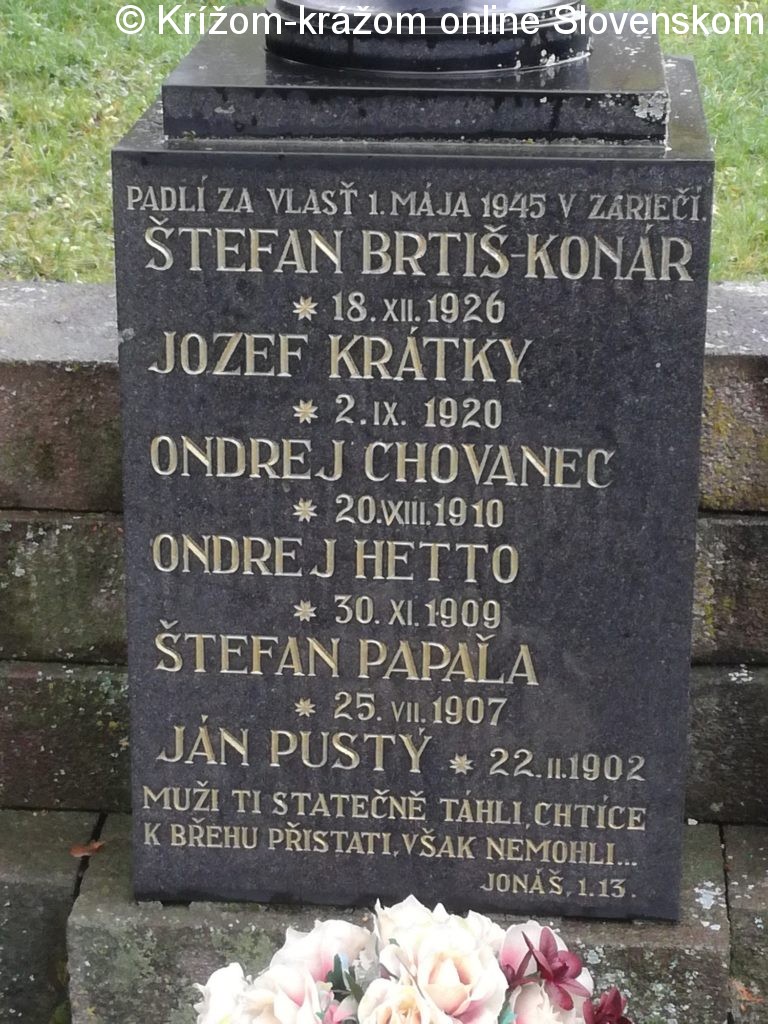 © Krížom-krážom online Slovenskom
PADLÍ ZA VLASŤ 1. MÁJA 1945 V ZÁRIEČÍ.
ŠTEFAN BRTIŠ-KONÁR
* 18. XII. 1926
JOZEF KRÁTKY
* 2. IX. 1920
ONDREJ CHOVANEC
* 20. VIII. 1910
ONDREJ HETTO
* 30. XI. 1909
ŠTEFAN PAPAĽA
* 25. VII. 1907
JÁN PUSTÝ * 22. II. 1902
MUŽI TI STATEČNĚ TÁHLI, CHTÍCE
K BŘEHU PŘISTATI, VŠAK NEMOHLI...
JONÁŠ, 1.13.